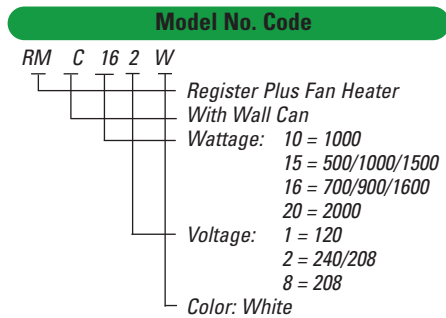 Model No. Code
RM C 16 2 W
Register Plus Fan Heater
With Wall Can
Wattage: 10 = 1000
15 = 500/1000/1500
16 = 700/900/1600
20 = 2000
Voltage: 1 = 120
2 = 240/208
8 = 208
Color: White